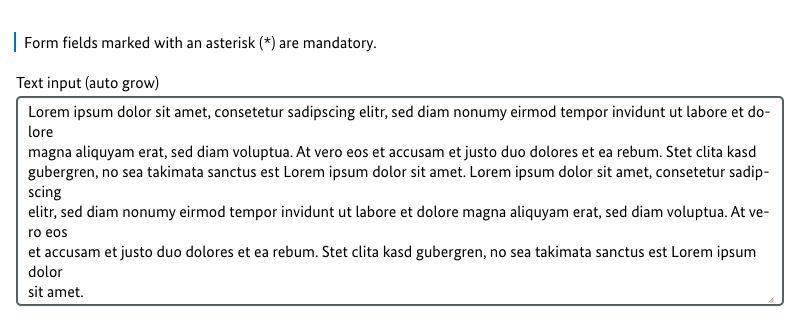 Form fields marked with an asterisk (*) are mandatory.
Text input (auto grow)
Lorem ipsum dolor sit amet, consetetur sadipscing elitr, sed diam nonumy eirmod tempor invidunt ut labore et do-
lore
magna aliquyam erat, sed diam voluptua. At vero eos et accusam et justo duo dolores et ea rebum. Stet clita kasd
gubergren, no sea takimata sanctus est Lorem ipsum dolor sit amet. Lorem ipsum dolor sit amet, consetetur sadip-
scing
elitr, sed diam nonumy eirmod tempor invidunt ut labore et dolore magna aliquyam erat, sed diam voluptua. At ve-
ro eos
et accusam et justo duo dolores et ea rebum. Stet clita kasd gubergren, no sea takimata sanctus est Lorem ipsum
dolor
sit amet.